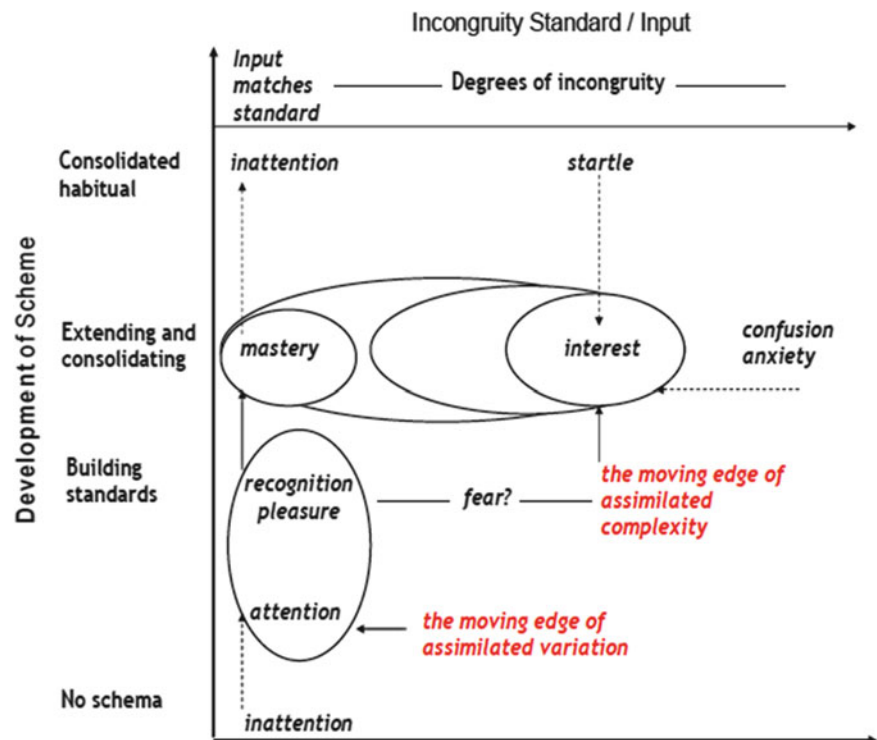 Incongruity Standard / Input
Input
matches
standard
Degrees of incongruity
Development of Scheme
Consolidated
habitual
inattention
startle
Extending and
consolidating
mastery
interest
confusion
anxiety
Building
standards
recognition
pleasure
fear?
the moving edge of
assimilated
complexity
attention
the moving edge of
assimilated variation
No schema
inattention